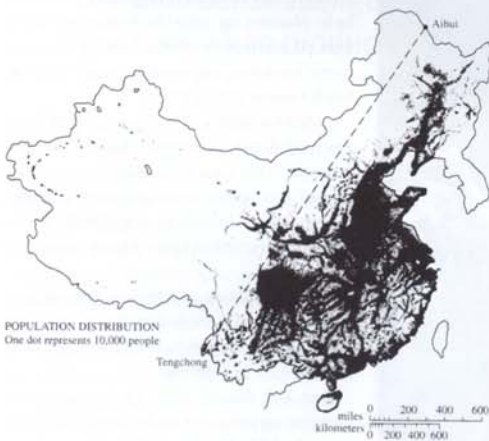 Aihui
POPULATION DISTRIBUTION
One dot represents 10,000 people
Tengchong
miles 0 200 400 600
kilometers 0 200 400 600